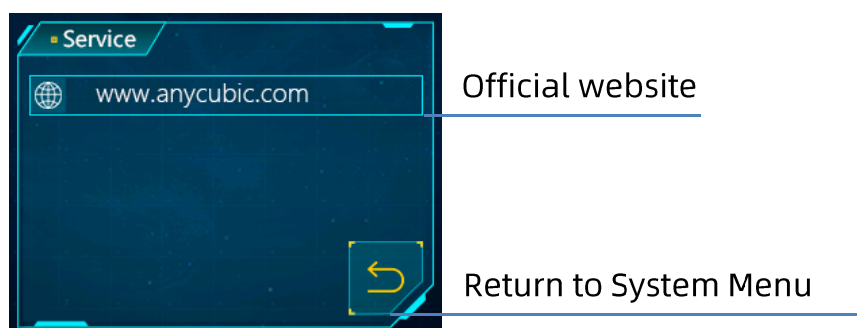 Service
www.anycubic.com
Official website
Return to System Menu